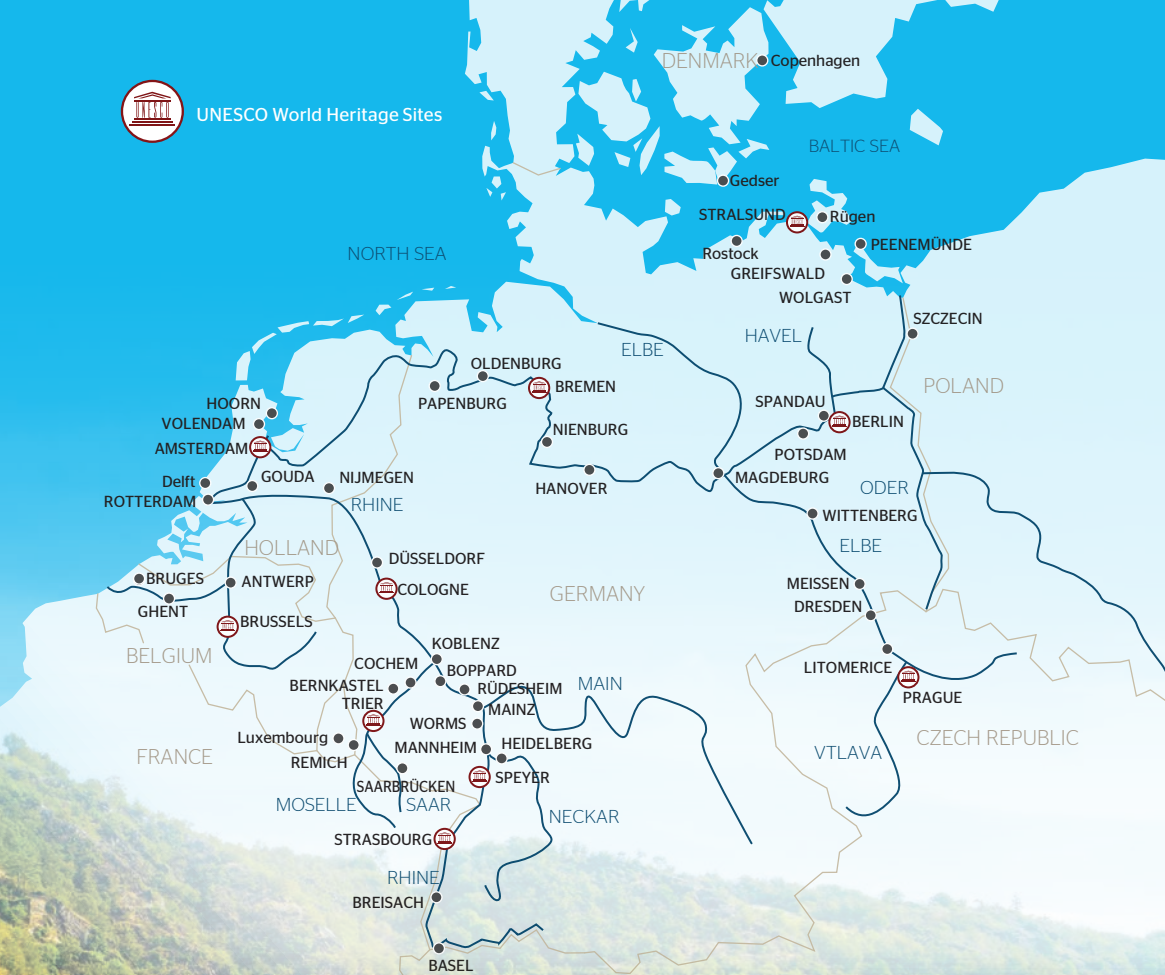 DENMARK
Copenhagen
UNESCO
UNESCO World Heritage Sites
BALTIC SEA
Gedser
STRALSUND
Rügen
PEENEMÜNDE
NORTH SEA
Rostock
GREIFSWALD
WOLGAST
SZCZECIN
HAVEL
ELBE
OLDENBURG
BREMEN
POLAND
PAPENBURG
HOORN
SPANDAU
VOLENDAM
BERLIN
NIENBURG
AMSTERDAM
POTSDAM
GOUDA
NIJMEGEN
MAGDEBURG
Delft
HANOVER
ODER
ROTTERDAM
RHINE
WITTENBERG
ELBE
HOLLAND
DÜSSELDORF
BRUGES
ANTWERP
MEISSEN
COLOGNE
GERMANY
GHENT
DRESDEN
BRUSSELS
KOBLENZ
BELGIUM
COCHEM
BOPPARD
LITOMERICE
BERNKASTEL
RÜDESHEIM
MAIN
PRAGUE
TRIER
MAINZ
WORMS
Luxembourg
CZECH REPUBLIC
MANNHEIM
HEIDELBERG
VTLAVA
FRANCE
REMICH
SPEYER
SAARBRÜCKEN
MOSELLE
SAAR
NECKAR
STRASBOURG
RHINE
BREISACH
BASEL